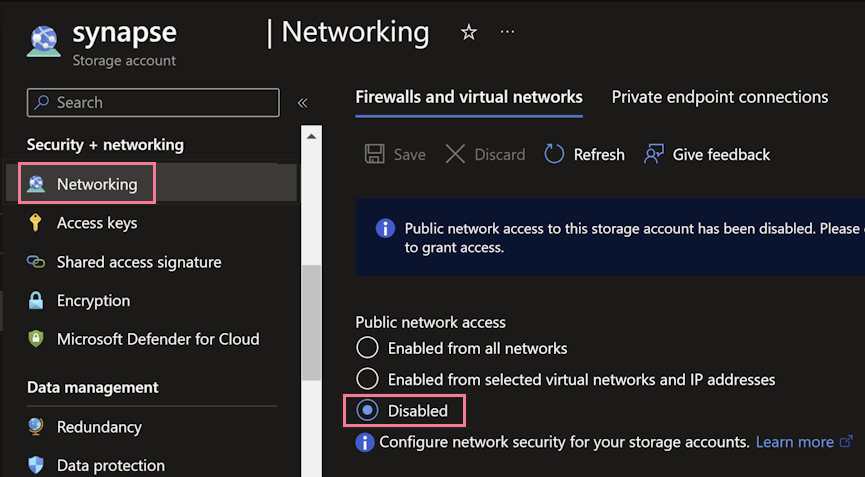 synapse | Networking ☆ ...
Storage account
Search «
Security + networking
Networking
Access keys
Shared access signature
Encryption
Microsoft Defender for Cloud
Data management
Redundancy
Data protection
Firewalls and virtual networks Private endpoint connections
Save Discard Refresh Give feedback
Public network access to this storage account has been disabled. Please
to grant access.
Public network access
Enabled from all networks
Enabled from selected virtual networks and IP addresses
Disabled
Configure network security for your storage accounts. Learn more